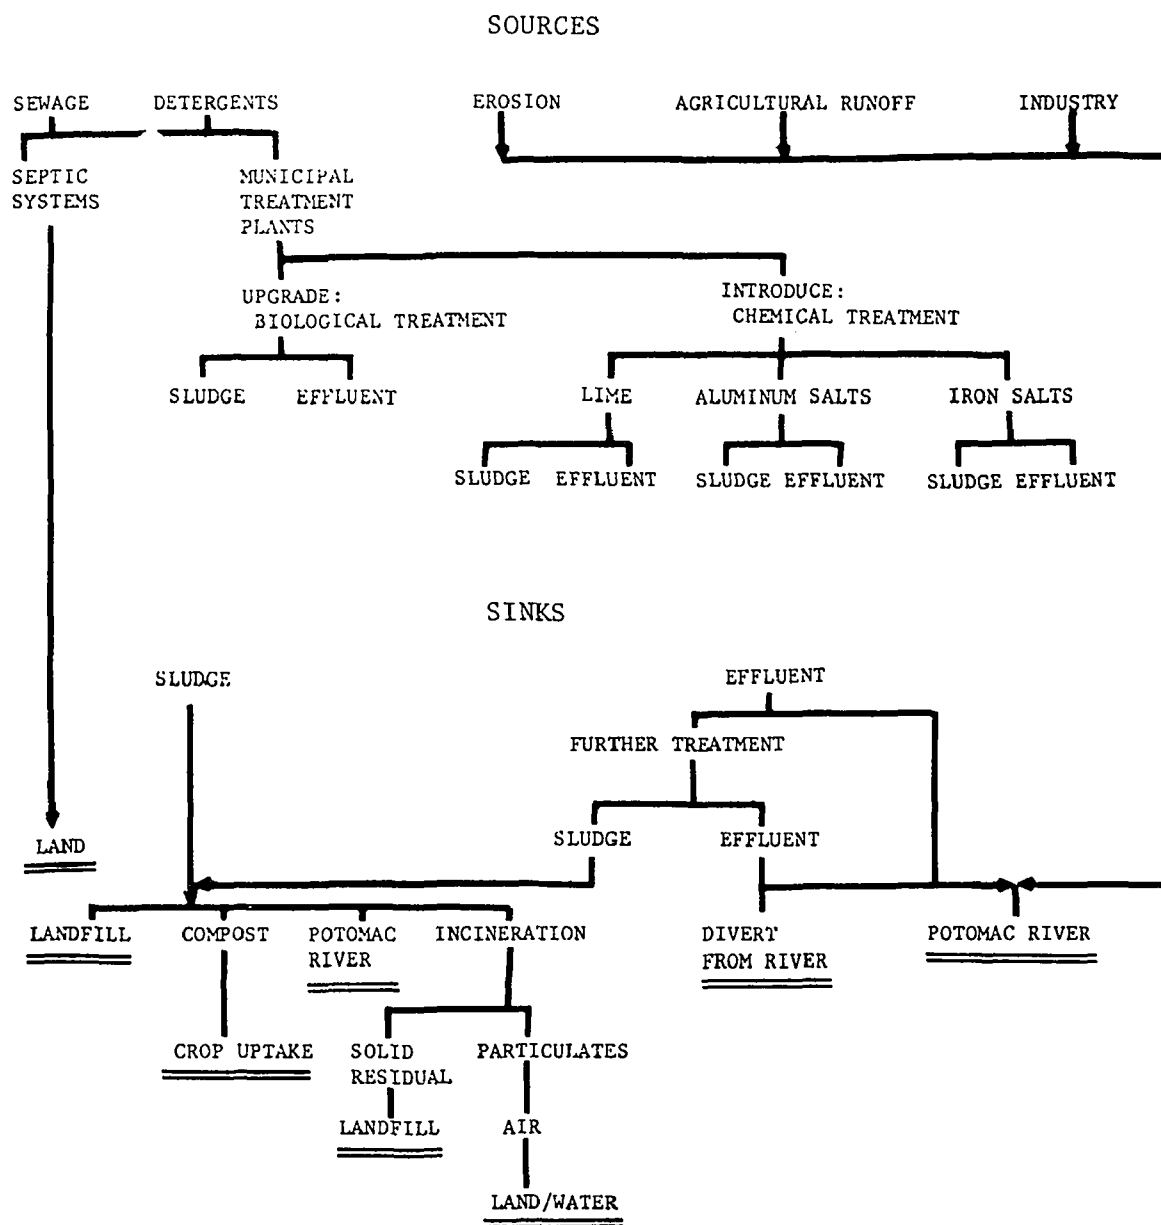 SOURCES
SEWAGE DETERGENTS EROSION AGRICULTURAL RUNOFF INDUSTRY
SEPTIC
SYSTEMS
MUNICIPAL
TREATMENT
PLANTS
UPGRADE:
BIOLOGICAL TREATMENT
INTRODUCE:
CHEMICAL TREATMENT
SLUDGE EFFLUENT LIME ALUMINUM SALTS IRON SALTS
SLUDGE EFFLUENT SLUDGE EFFLUENT SLUDGE EFFLUENT
SINKS
SLUDGE EFFLUENT
FURTHER TREATMENT
SLUDGE EFFLUENT
LAND
LANDFILL COMPOST
POTOMAC
RIVER
INCINERATION
DIVERT
FROM RIVER
POTOMAC RIVER
CROP UPTAKE
SOLID
RESIDUAL
PARTICULATES
LANDFILL AIR
LAND/WATER